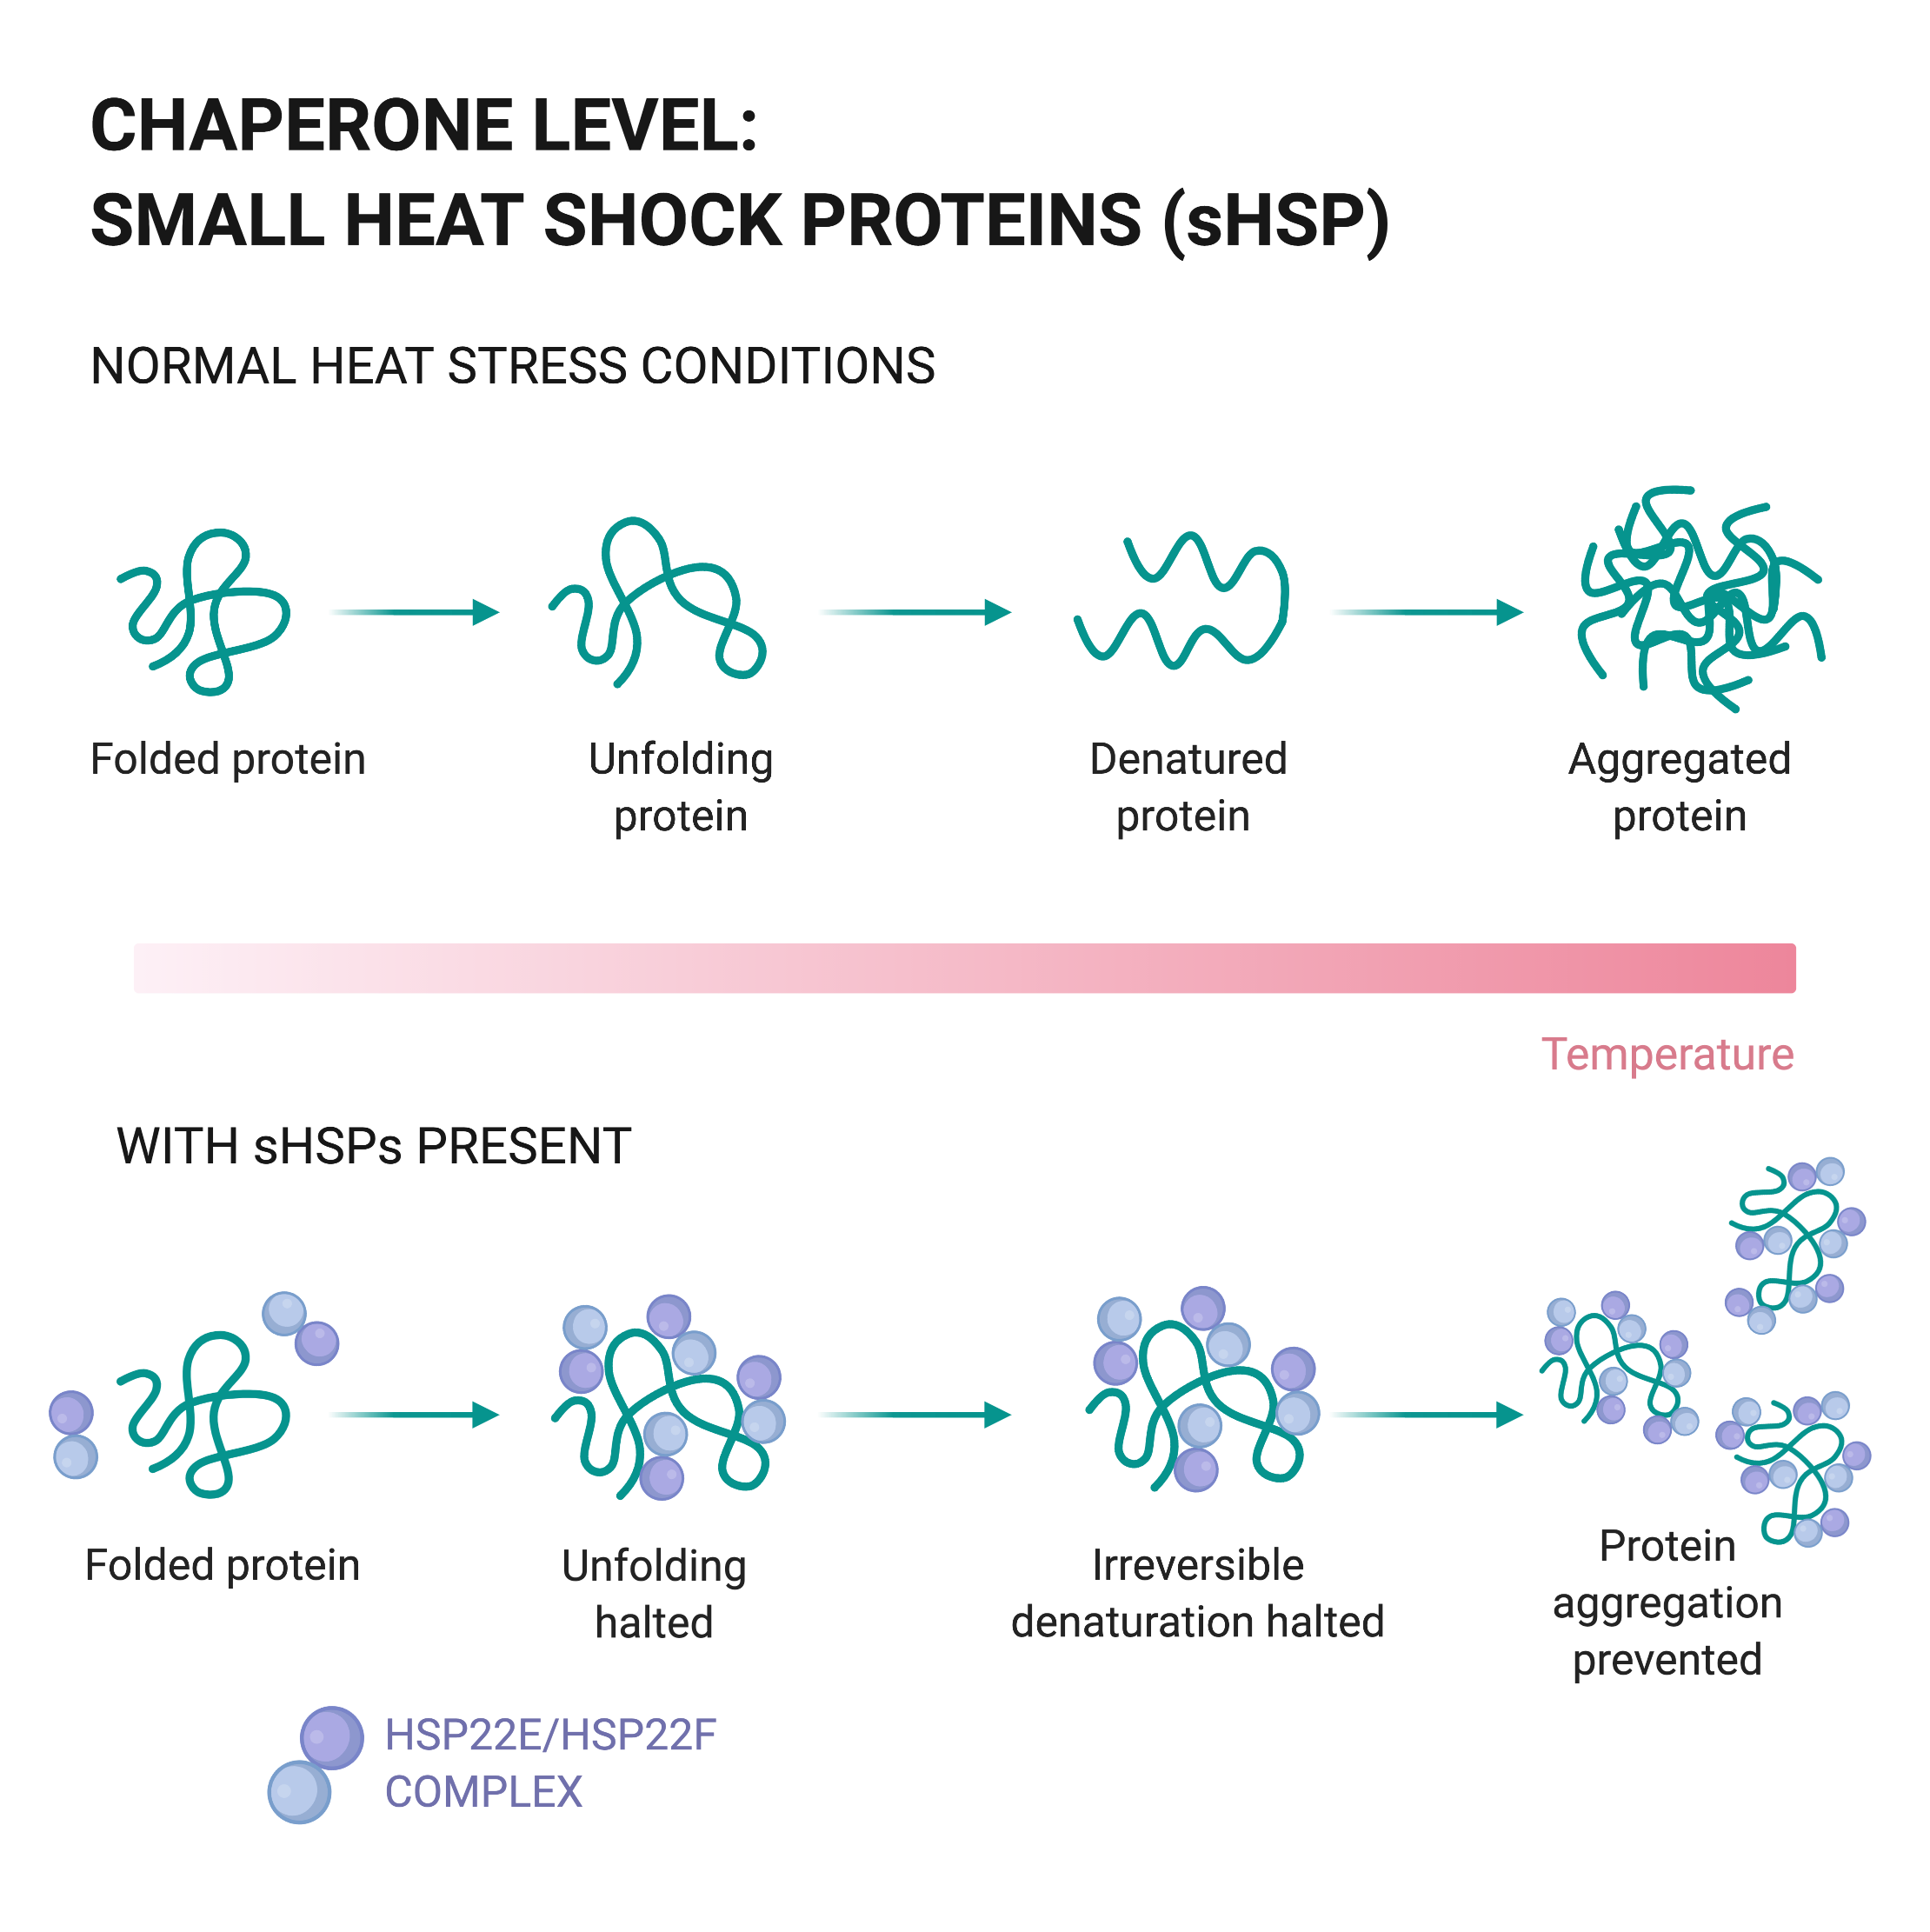 CHAPERONE LEVEL:
SMALL HEAT SHOCK PROTEINS (sHSP)
NORMAL HEAT STRESS CONDITIONS
Folded protein
Unfolding
protein
Denatured
protein
Aggregated
protein
Temperature
WITH sHSPs PRESENT
Folded protein
Unfolding
halted
Irreversible
denaturation halted
Protein
aggregation
prevented
HSP22E/HSP22F
COMPLEX